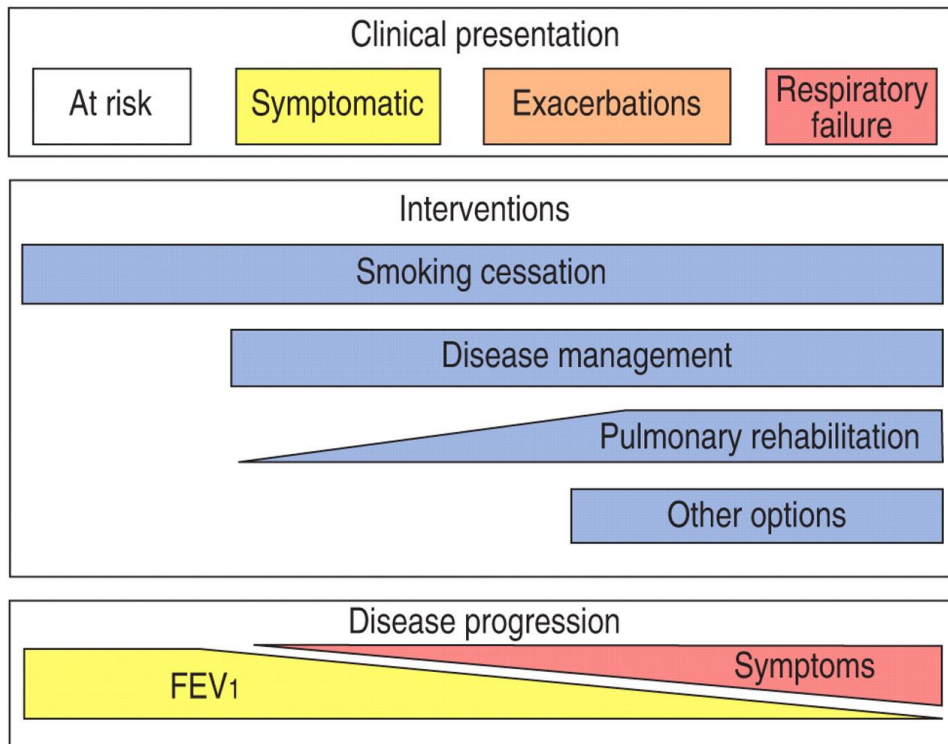 Clinical presentation
At risk
Symptomatic
Exacerbations
Respiratory
failure
Interventions
Smoking cessation
Disease management
Pulmonary rehabilitation
Other options
Disease progression
Symptoms
FEV1